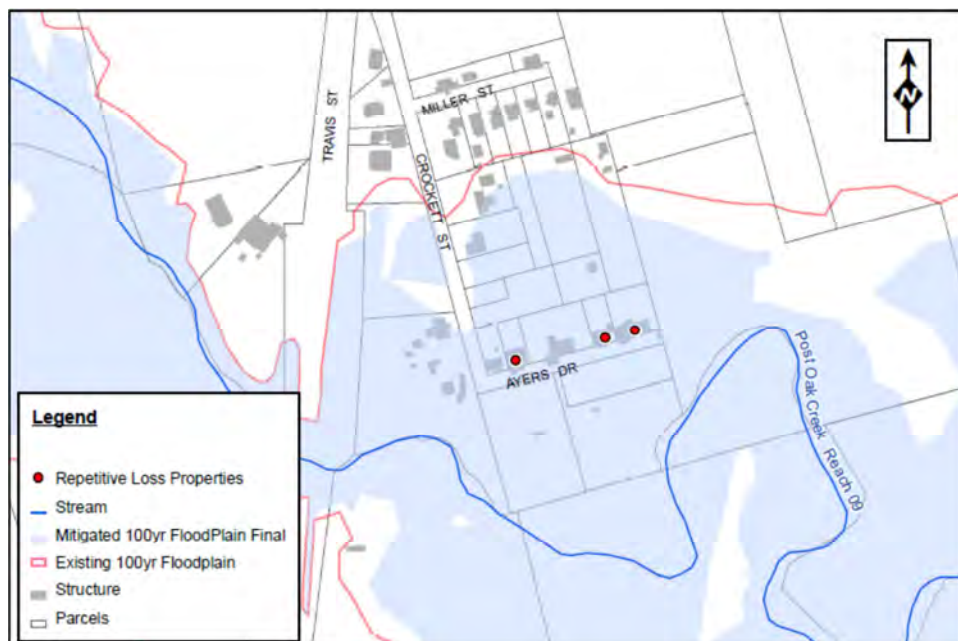 N
MILLER ST
TRAVIS ST
CROCKETT ST
AYERS DR
Post Oak Creek Reach 09
Legend
Repetitive Loss Properties
Stream
Mitigated 100yr FloodPlain Final
Existing 100yr Floodplain
Structure
Parcels